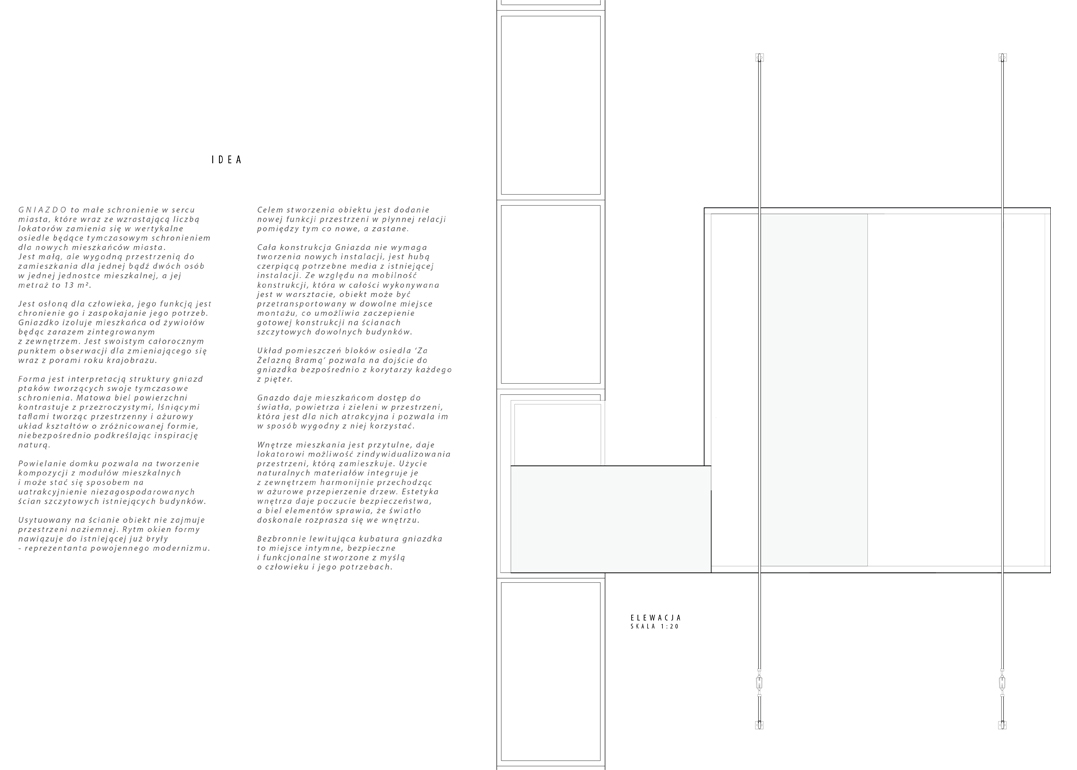 IDEA
GNIAZDO to małe schronienie w sercu
miasta, które wraz ze wzrastającą liczbą
lokatorów zamienia się w wertykalne
osiedle będące tymczasowym schronieniem
dla nowych mieszkańców miasta.
Jest małą, ale wygodną przestrzenią do
zamieszkania dla jednej bądź dwóch osób
w jednej jednostce mieszkalnej, a jej
metraż to 13 m².
Jest osłoną dla człowieka, jego funkcją jest
chronienie go i zaspokajanie jego potrzeb.
Gniazdko izoluje mieszkańca od żywiołów
będąc zarazem zintegrowanym
z zewnętrzem. Jest swoistym całorocznym
punktem obserwacji dla zmieniającego się
wraz z porami roku krajobrazu.
Forma jest interpretacją struktury gniazd
ptaków tworzących swoje tymczasowe
schronienia. Matowa biel powierzchni
kontrastuje z przezroczystymi, lśniącymi
taflami tworząc przestrzenny i ażurowy
układ kształtów o zróżnicowanej formie,
niebezpośrednio podkreślając inspirację
naturą.
Powielanie domku pozwala na tworzenie
kompozycji z modułów mieszkalnych
i może stać się sposobem na
uatrakcyjnienie niezagospodarowanych
ścian szczytowych istniejących budynków.
Usytuowany na ścianie obiekt nie zajmuje
przestrzeni naziemnej. Rytm okien formy
nawiązuje do istniejącej już bryły
- reprezentanta powojennego modernizmu.
Celem stworzenia obiektu jest dodanie
nowej funkcji przestrzeni w płynnej relacji
pomiędzy tym co nowe, a zastane.
Cała konstrukcja Gniazda nie wymaga
tworzenia nowych instalacji, jest hubą
czerpiącą potrzebne media z istniejącej
instalacji. Ze względu na mobilność
konstrukcji, która w całości wykonywana
jest w warsztacie, obiekt może być
przetransportowany w dowolne miejsce
montażu, co umożliwia zaczepienie
gotowej konstrukcji na ścianach
szczytowych dowolnych budynków.
Układ pomieszczeń bloków osiedla 'Za
Żelazną Bramą' pozwala na dojście do
gniazdka bezpośrednio z korytarzy każdego
z pięter.
Gnazdo daje mieszkańcom dostęp do
światła, powietrza i zieleni w przestrzeni,
która jest dla nich atrakcyjna i pozwala im
w sposób wygodny z niej korzystać.
Wnętrze mieszkania jest przytulne, daje
lokatorowi możliwość zindywidualizowania
przestrzeni, którą zamieszkuje. Użycie
naturalnych materiałów integruje je
z zewnętrzem harmonijnie przechodząc
w ażurowe przepierzenie drzew. Estetyka
wnętrza daje poczucie bezpieczeństwa,
a biel elementów sprawia, że światło
doskonale rozprasza się we wnętrzu.
Bezbronnie lewitująca kubatura gniazdka
to miejsce intymne, bezpieczne
i funkcjonalne stworzone z myślą
o człowieku i jego potrzebach.
ELEWACJA
SKALA 1:20